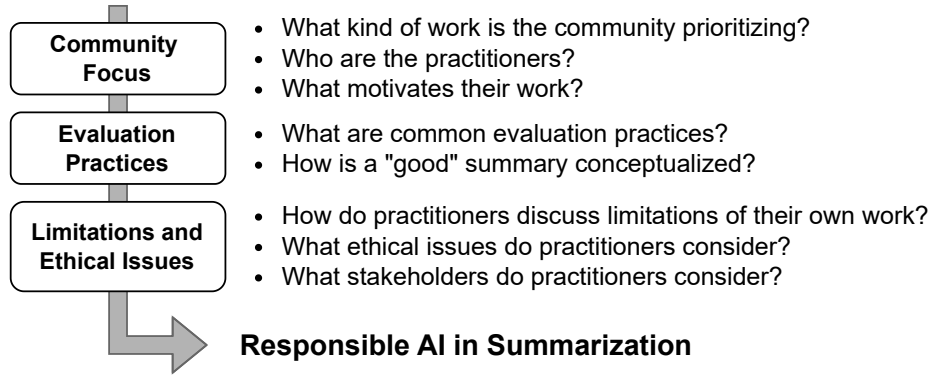 Community
Focus
• What kind of work is the community prioritizing?
• Who are the practitioners?
• What motivates their work?
Evaluation
Practices
• What are common evaluation practices?
• How is a "good" summary conceptualized?
Limitations and
Ethical Issues
• How do practitioners discuss limitations of their own work?
• What ethical issues do practitioners consider?
• What stakeholders do practitioners consider?
Responsible AI in Summarization